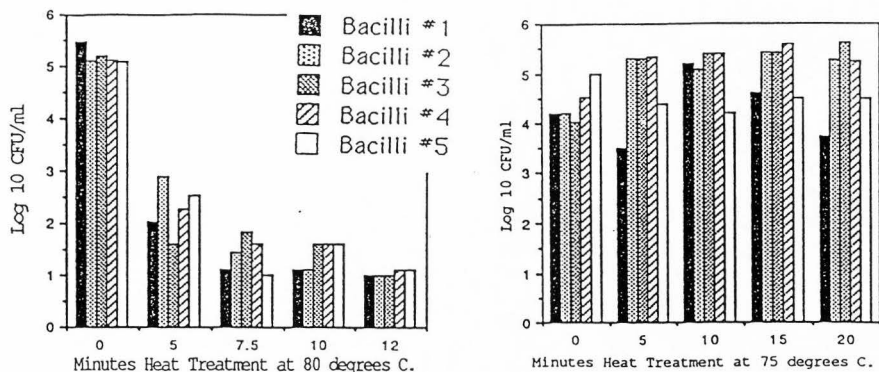 6
5
4
3
2
1
0
Log 10 CFU/ml
Bacilli #1
Bacilli #2
Bacilli #3
Bacilli #4
Bacilli #5
0 5 7.5 10 12
Minutes Heat Treatment at 80 degrees C.
6
5
4
3
2
1
0
Log 10 CFU/ml
0 5 10 15 20
Minutes Heat Treatment at 75 degrees C.